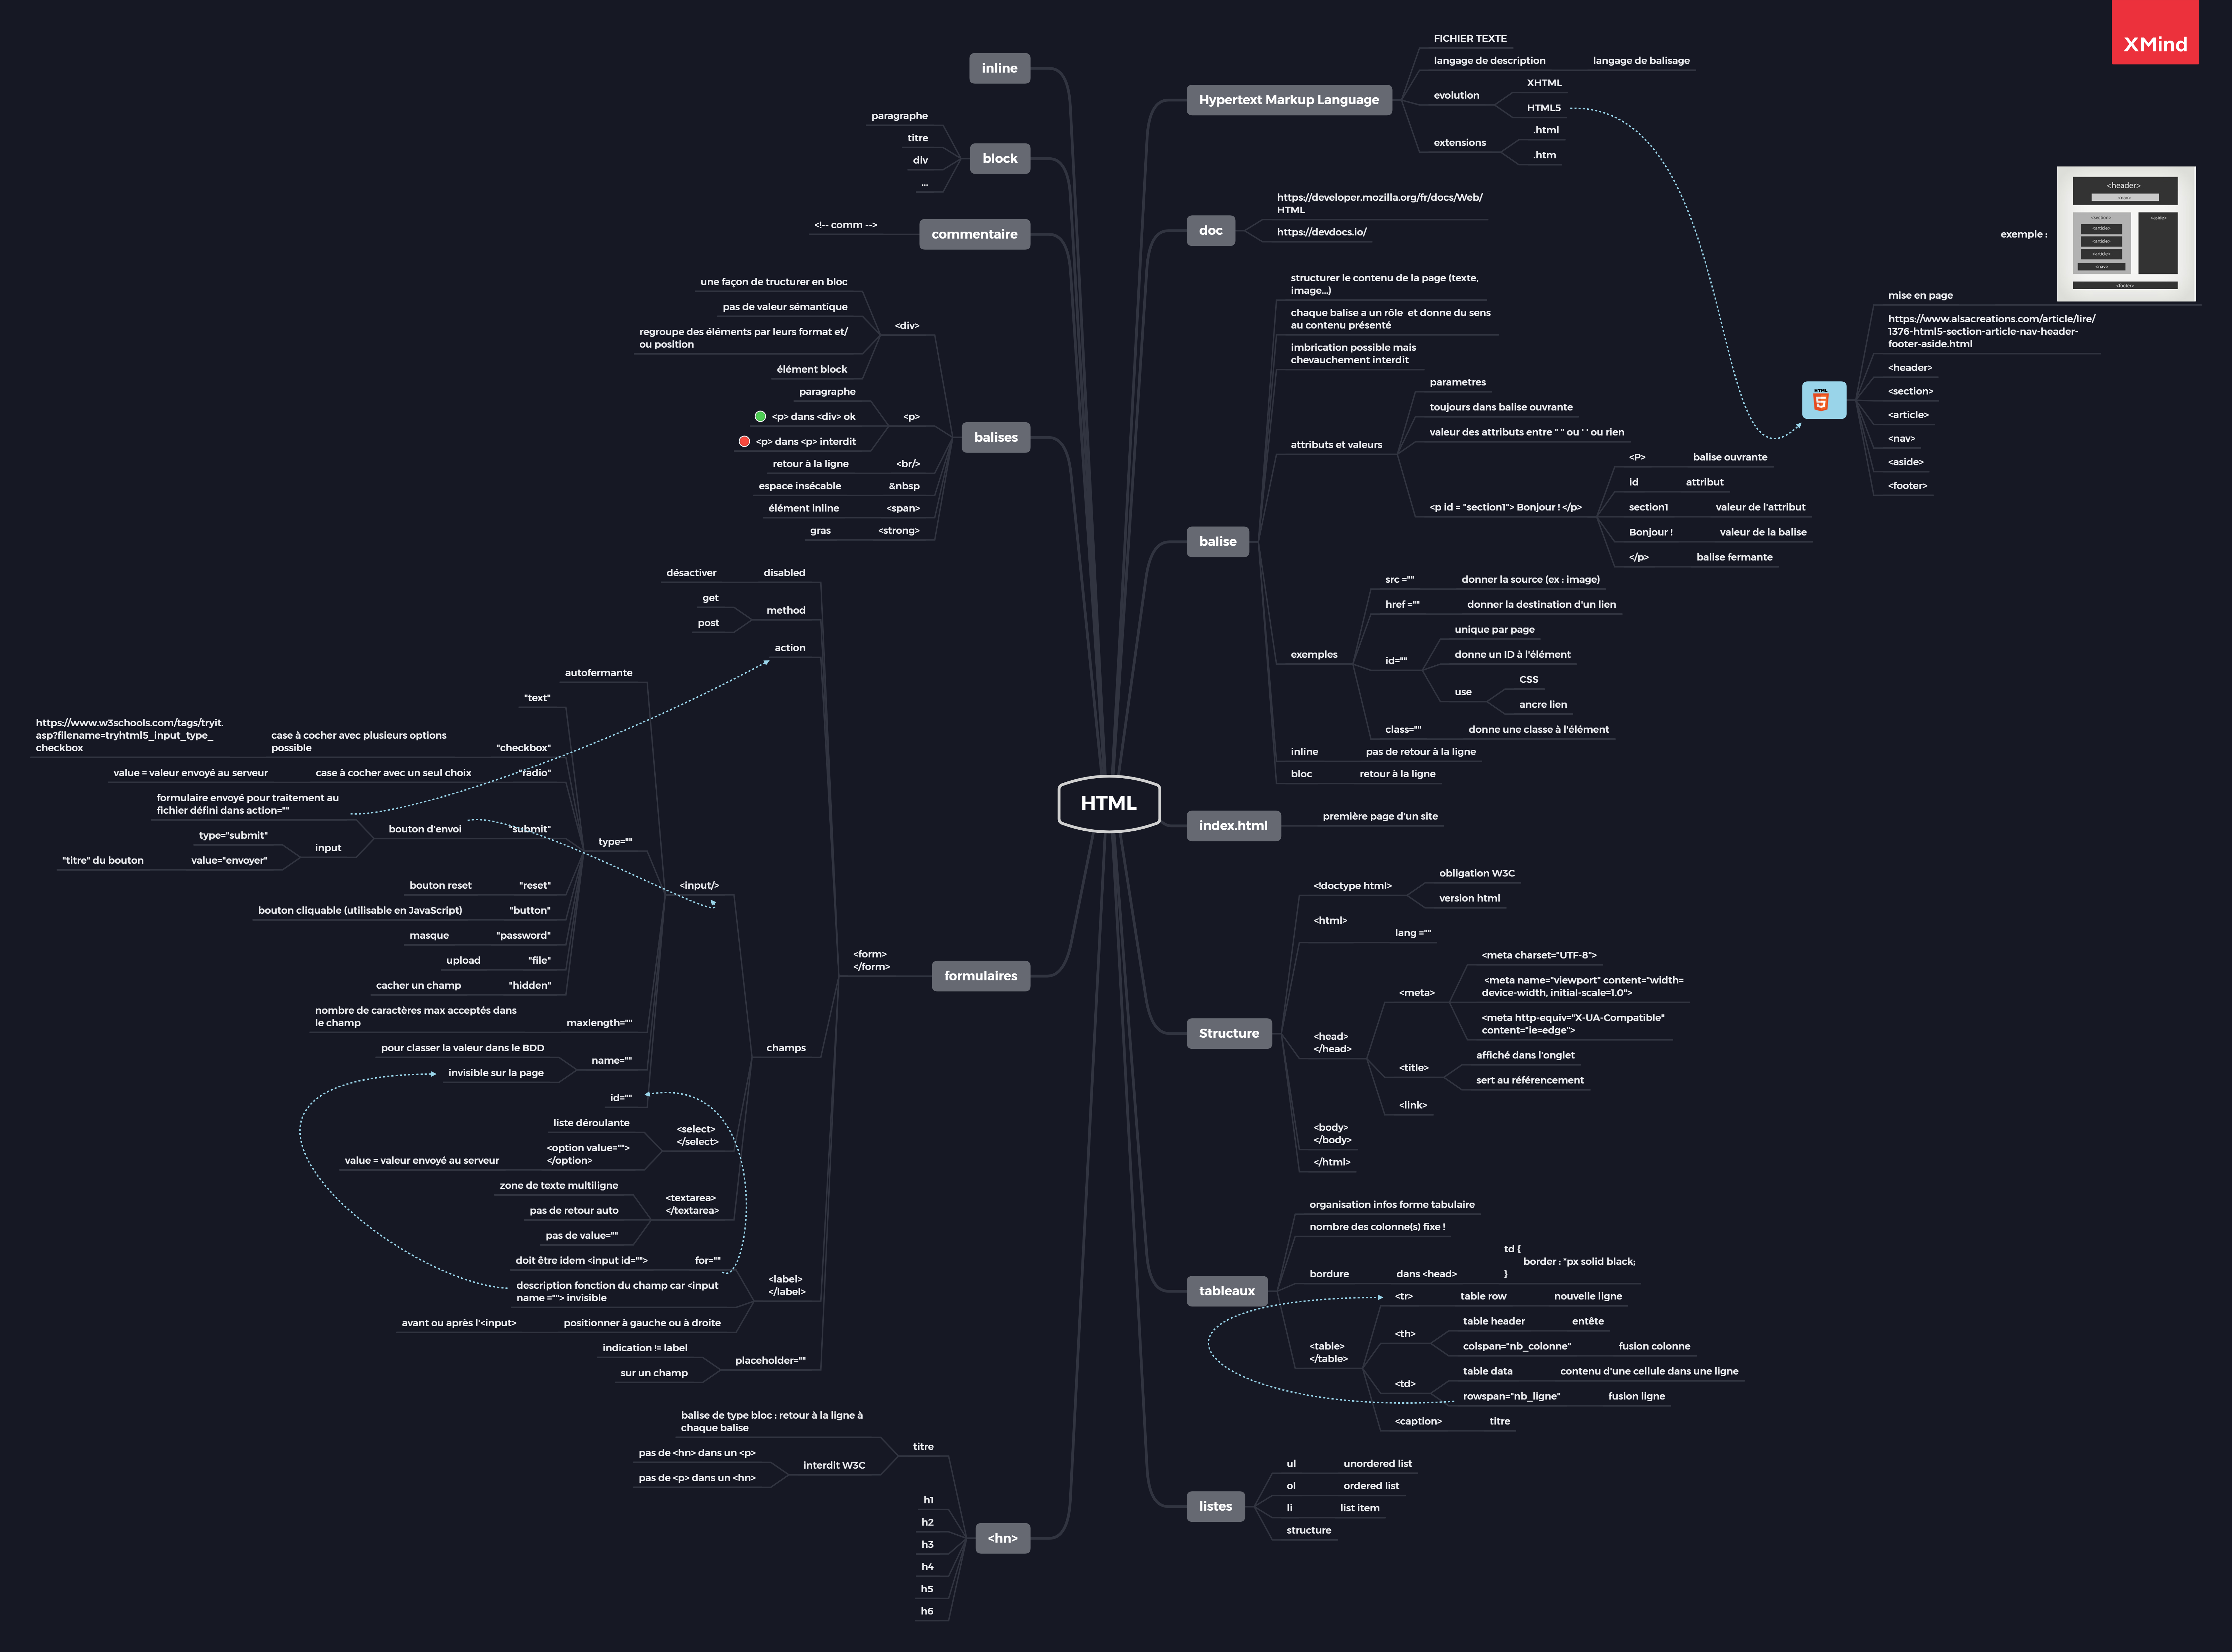 XMind
HTML
Hypertext Markup Language
FICHIER TEXTE
langage de description
langage de balisage
evolution
XHTML
HTML5
extensions
.html
.htm
doc
https://developer.mozilla.org/fr/docs/Web/
HTML
https://devdocs.io/
balise
structurer le contenu de la page (texte,
image...)
chaque balise a un rôle et donne du sens
au contenu présenté
imbrication possible mais
chevauchement interdit
attributs et valeurs
parametres
toujours dans balise ouvrante
valeur des attributs entre " " ou ' ' ou rien
<p id = "section1"> Bonjour ! </p>
<P>
balise ouvrante
id
attribut
section1
valeur de l'attribut
Bonjour !
valeur de la balise
</p>
balise fermante
exemples
src =""
donner la source (ex : image)
href =""
donner la destination d'un lien
id=""
unique par page
donne un ID à l'élément
use
CSS
ancre lien
class=""
donne une classe à l'élément
inline
pas de retour à la ligne
bloc
retour à la ligne
index.html
première page d'un site
Structure
<!doctype html>
obligation W3C
version html
<html>
lang =""
<head>
</head>
<meta>
<meta charset="UTF-8">
<meta name="viewport" content="width=
device-width, initial-scale=1.0">
<meta http-equiv="X-UA-Compatible"
content="ie=edge">
<title>
affiché dans l'onglet
sert au référencement
<link>
<body>
</body>
</html>
tableaux
organisation infos forme tabulaire
nombre des colonne(s) fixe !
bordure
dans <head>
td {
border : *px solid black;
}
<table>
</table>
<tr>
table row
nouvelle ligne
<th>
table header
entête
colspan="nb_colonne"
fusion colonne
<td>
table data
contenu d'une cellule dans une ligne
rowspan="nb_ligne"
fusion ligne
<caption>
titre
listes
ul
unordered list
ol
ordered list
li
list item
structure
HTML
5
mise en page
exemple :
<header>
<nav>
<section>
<aside>
<article>
<article>
<article>
<nav>
<footer>
https://www.alsacreations.com/article/lire/
1376-html5-section-article-nav-header-
footer-aside.html
<header>
<section>
<article>
<nav>
<aside>
<footer>
inline
block
paragraphe
titre
div
...
commentaire
<!-- comm -->
balises
<div>
une façon de tructurer en bloc
pas de valeur sémantique
regroupe des éléments par leurs format et/
ou position
élément block
<p>
paragraphe
<p> dans <div> ok
<p> dans <p> interdit
<br/>
retour à la ligne
&nbsp
espace insécable
<span>
élément inline
<strong>
gras
formulaires
<form>
</form>
disabled
désactiver
method
get
post
action
champs
<input/>
autofermante
type=""
"text"
"checkbox"
case à cocher avec plusieurs options
possible
https://www.w3schools.com/tags/tryit.
asp?filename=tryhtml5_input_type_
checkbox
"radio"
case à cocher avec un seul choix
value = valeur envoyé au serveur
"submit"
bouton d'envoi
formulaire envoyé pour traitement au
fichier défini dans action=""
input
type="submit"
value="envoyer"
"titre" du bouton
"reset"
bouton reset
"button"
bouton cliquable (utilisable en JavaScript)
"password"
masque
"file"
upload
"hidden"
cacher un champ
maxlength=""
nombre de caractères max acceptés dans
le champ
name=""
pour classer la valeur dans le BDD
invisible sur la page
id=""
<select>
</select>
liste déroulante
<option value="">
</option>
value = valeur envoyé au serveur
<textarea>
</textarea>
zone de texte multiligne
pas de retour auto
pas de value=""
<label>
</label>
for=""
doit être idem <input id="">
description fonction du champ car <input
name =""> invisible
positionner à gauche ou à droite
avant ou après l'<input>
placeholder=""
indication != label
sur un champ
<hn>
titre
balise de type bloc : retour à la ligne à
chaque balise
interdit W3C
pas de <hn> dans un <p>
pas de <p> dans un <hn>
h1
h2
h3
h4
h5
h6